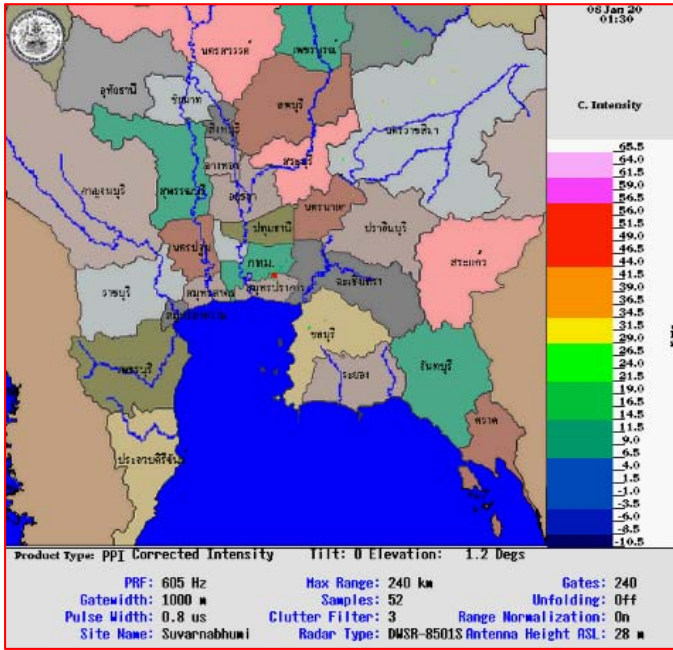 08 Jan 20
01:30
C. Intensity
นครสวรรค์
เพชรบูรณ์
อุทัยธานี
ชัยนาท
ลพบุรี
สิงห์บุรี
นครราชสีมา
อ่างทอง
สระบุรี
กาญจนบุรี
สุพรรณบุรี
อยุธยา
นครนายก
ปราจีนบุรี
ปทุมธานี
นครปฐม
กทม.
สระแก้ว
ฉะเชิงเทรา
ราชบุรี
สมุทรสาคร
สมุทรปราการ
สมุทรสงคราม
ชลบุรี
เพชรบุรี
ระยอง
จันทบุรี
ตราด
ประจวบคีรีขันธ์
65.5
64.0
61.5
59.0
56.5
56.0
51.5
49.0
46.5
44.0
41.5
39.0
36.5
34.0
31.5
29.0
26.5
24.0
21.5
19.0
16.5
14.5
11.5
9.0
6.5
4.0
1.5
-1.0
-3.5
-6.0
-8.5
-10.5
Product Type: PPI Corrected Intensity Tilt: 0 Elevation: 1.2 Degs
PRF: 605 Hz Max Range: 240 km Gates: 240
Gatewidth: 1000 m Samples: 52 Unfolding: Off
Pulse Width: 0.8 us Clutter Filter: 3 Range Normalization: On
Site Name: Suvarnabhumi Radar Type: DWSR-8501S Antenna Height ASL: 28 m